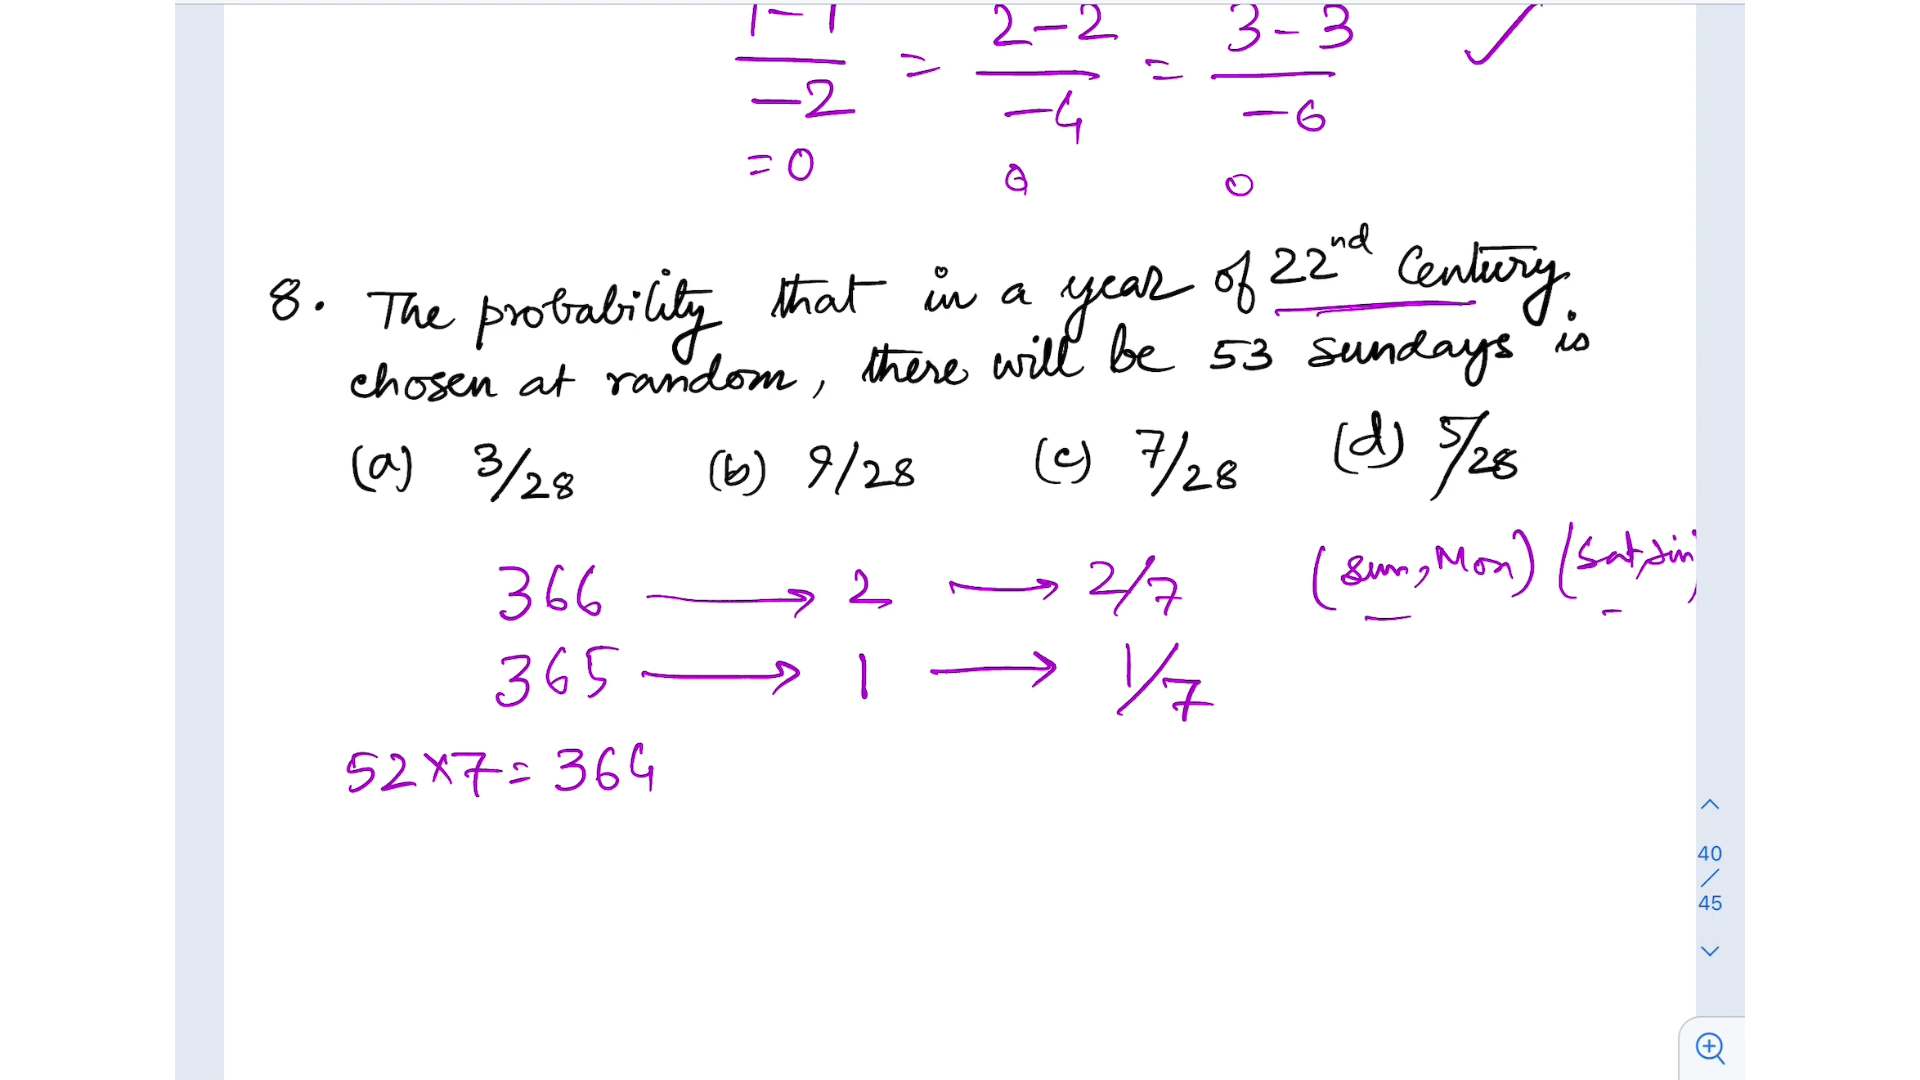 1-1/-2 = 2-2/-4 = 3-3/-6 ✓
=0 0 0
8. The probability that in a year of 22nd Century
chosen at random, there will be 53 sundays is
(a) 3/28 (b) 9/28 (c) 7/28 (d) 5/28
366 → 2 → 2/7 (sun, Mon) (Sat, sun)
365 → 1 → 1/7
52×7 = 364
40
/
45